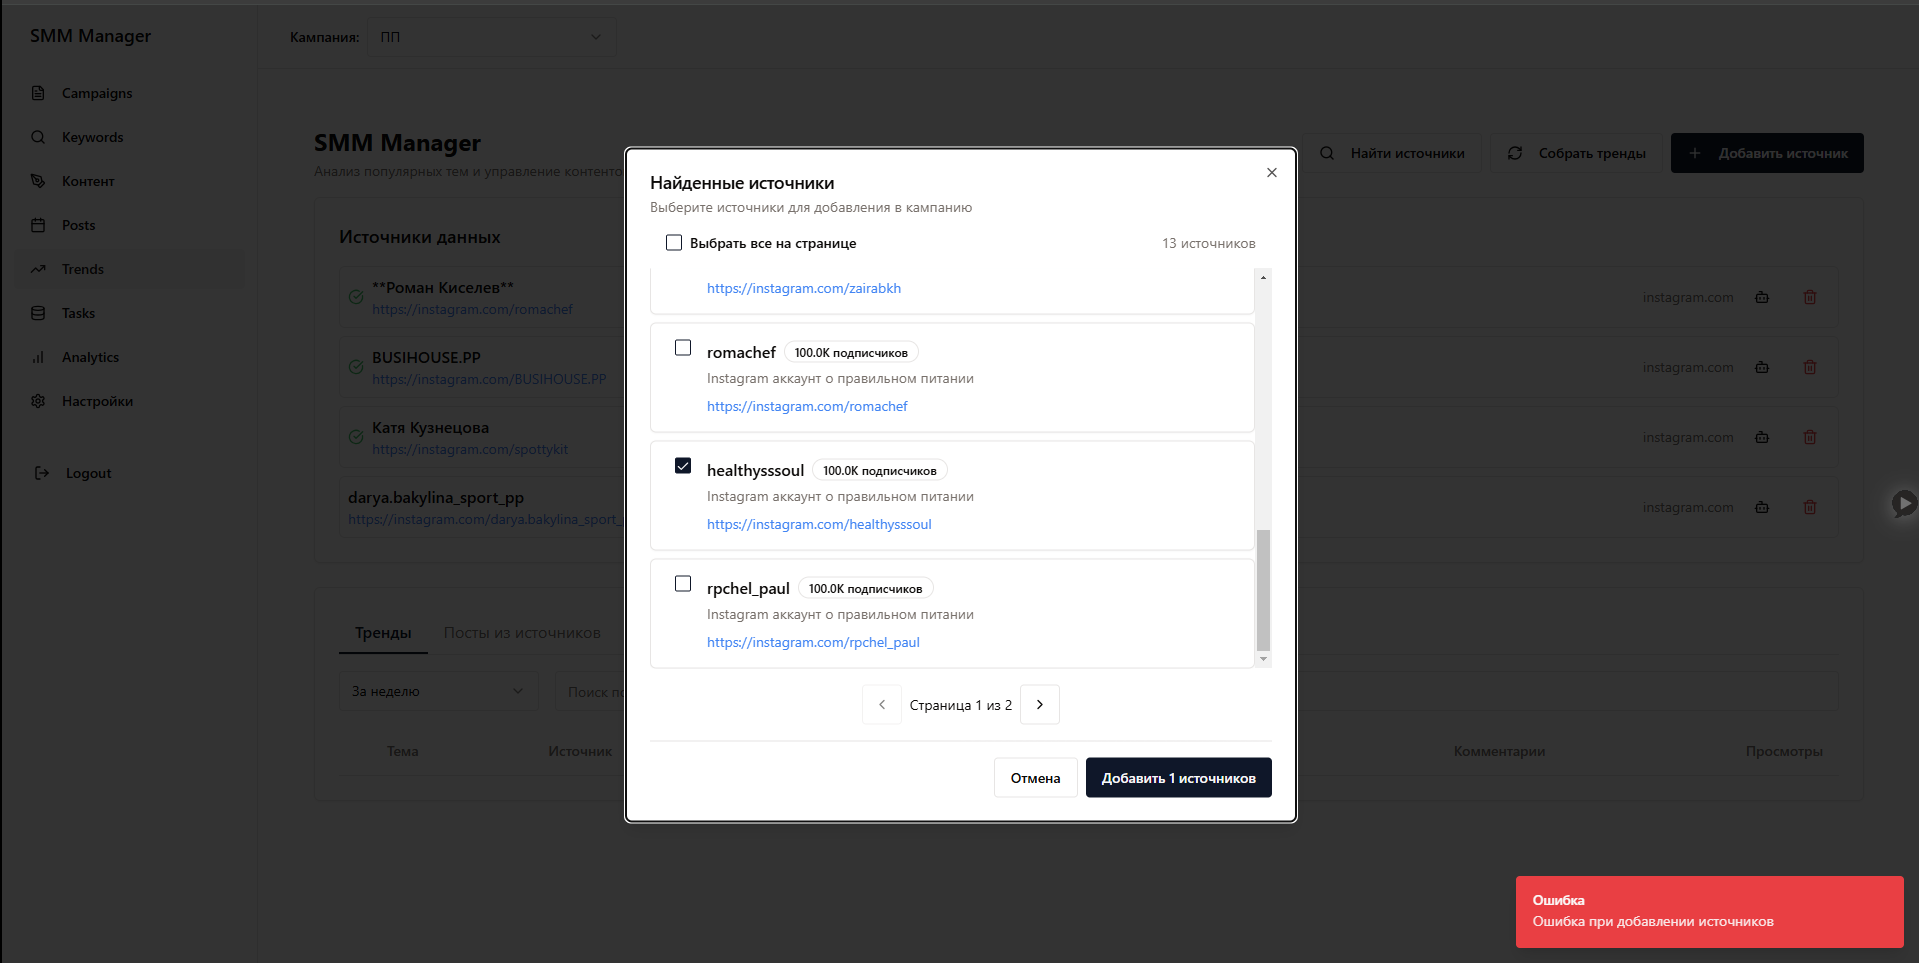 SMM Manager
Кампания:
ПП
Campaigns
Keywords
Контент
Posts
Trends
Tasks
Analytics
Настройки
Logout
SMM Manager
Анализ популярных тем и управление контенто
Найти источники
Собрать тренды
Добавить источник
Источники данных
**Роман Киселев**
https://instagram.com/romachef
instagram.com
BUSIHOUSE.PP
https://instagram.com/BUSIHOUSE.PP
instagram.com
Катя Кузнецова
https://instagram.com/spottykit
instagram.com
darya.bakylina_sport_pp
https://instagram.com/darya.bakylina_sport_
instagram.com
Тренды
Посты из источников
За неделю
Поиск по
Тема
Источник
Комментарии
Просмотры
Найденные источники
Выберите источники для добавления в кампанию
Выбрать все на странице
13 источников
https://instagram.com/zairabkh
romachef
100.0K подписчиков
Instagram аккаунт о правильном питании
https://instagram.com/romachef
healthysssoul
100.0K подписчиков
Instagram аккаунт о правильном питании
https://instagram.com/healthysssoul
rpchel_paul
100.0K подписчиков
Instagram аккаунт о правильном питании
https://instagram.com/rpchel_paul
Страница 1 из 2
Отмена
Добавить 1 источников
Ошибка
Ошибка при добавлении источников